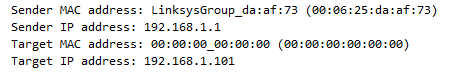 Sender MAC address: LinksysGroup_da:af:73 (00:06:25:da:af:73)
Sender IP address: 192.168.1.1
Target MAC address: 00:00:00_00:00:00 (00:00:00:00:00:00)
Target IP address: 192.168.1.101